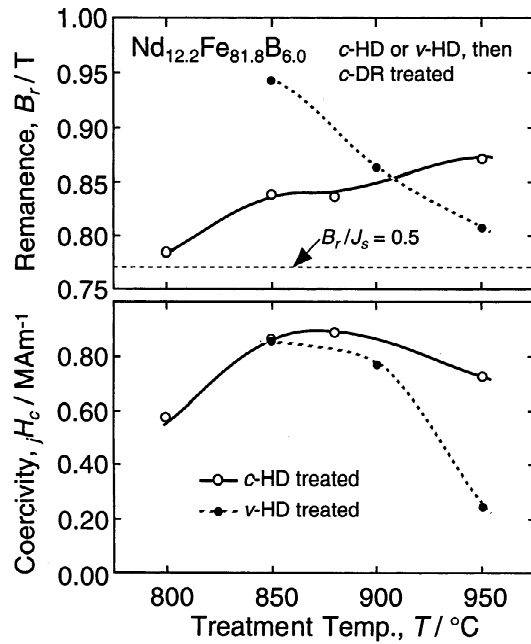 Nd12.2Fe81.8B6.0
c-HD or v-HD, then
c-DR treated
Remanence, Br / T
1.00
0.95
0.90
0.85
0.80
0.75
Br/Js = 0.5
Coercivity, jHc / MAm-1
0.80
0.60
0.40
0.20
0.00
c-HD treated
v-HD treated
800
850
900
950
Treatment Temp., T / °C